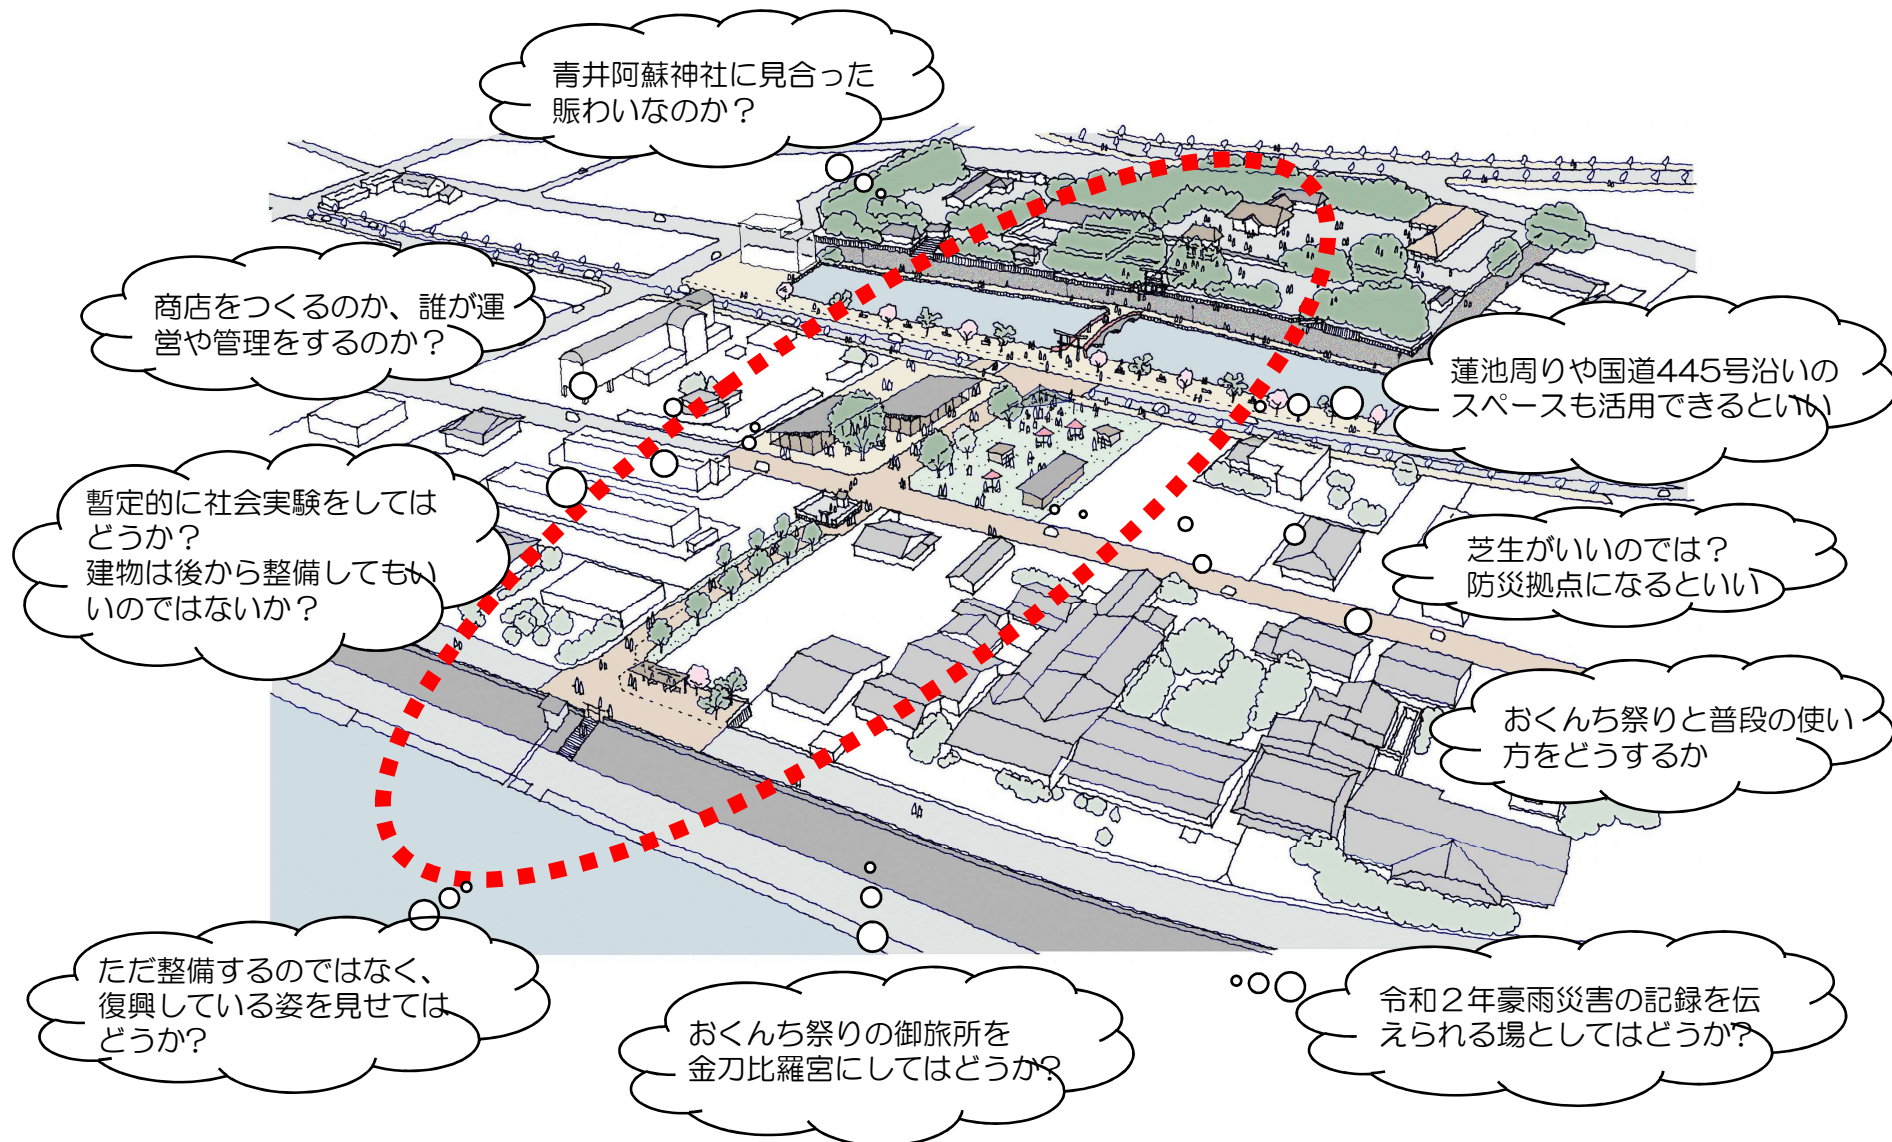 青井阿蘇神社に見合った
賑わいなのか？
商店をつくるのか、誰が運
営や管理をするのか？
蓮池周りや国道445号沿いの
スペースも活用できるといい
暫定的に社会実験をしては
どうか？
建物は後から整備してもい
いのではないか？
芝生がいいのでは？
防災拠点になるといい
おくんち祭りと普段の使い
方をどうするか
ただ整備するのではなく、
復興している姿を見せては
どうか?
おくんち祭りの御旅所を
金刀比羅宮にしてはどうか?
令和２年豪雨災害の記録を伝
えられる場としてはどうか?